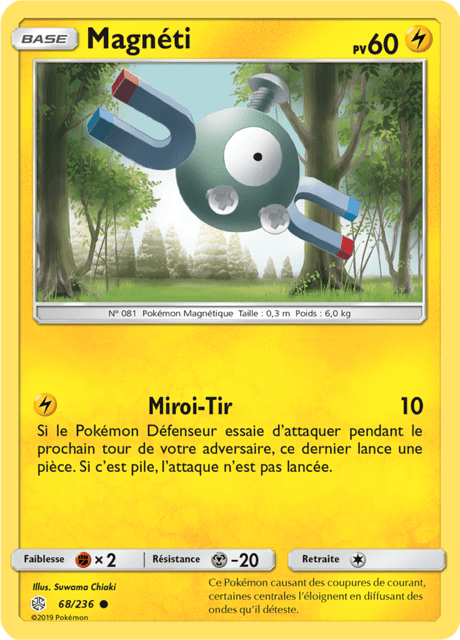 BASE Magnéti PV60
N° 081 Pokémon Magnétique Taille : 0,3 m Poids : 6,0 kg
Miroi-Tir 10
Si le Pokémon Défenseur essaie d'attaquer pendant le
prochain tour de votre adversaire, ce dernier lance une
pièce. Si c'est pile, l'attaque n'est pas lancée.
Faiblesse ×2 Résistance -20 Retraite
Illus. Suwama Chiaki
68/236
©2019 Pokémon
Ce Pokémon causant des coupures de courant,
certaines centrales l'éloignent en diffusant des
ondes qu'il déteste.